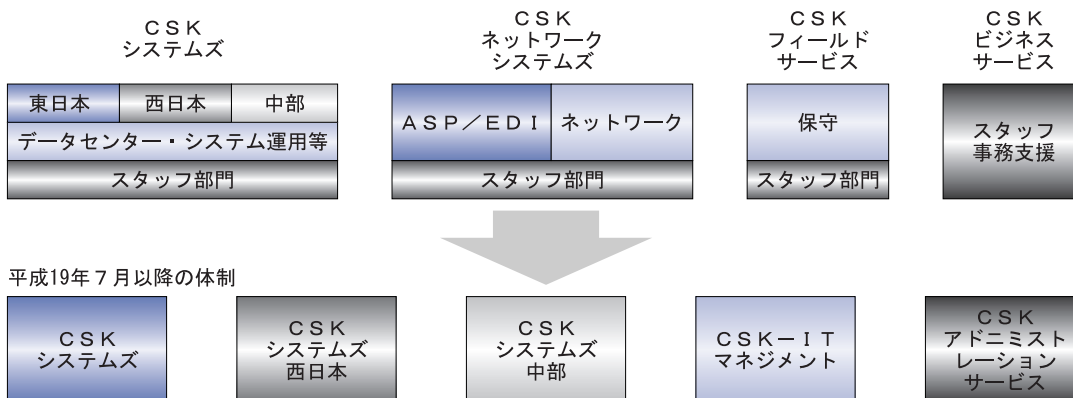 ＣＳＫ
システムズ
ＣＳＫ
ネットワーク
システムズ
ＣＳＫ
フィールド
サービス
ＣＳＫ
ビジネス
サービス
東日本
西日本
中部
データセンター・システム運用等
スタッフ部門
ＡＳＰ／ＥＤＩ
ネットワーク
スタッフ部門
保守
スタッフ部門
スタッフ
事務支援
平成19年７月以降の体制
ＣＳＫ
システムズ
ＣＳＫ
システムズ
西日本
ＣＳＫ
システムズ
中部
ＣＳＫ－ＩＴ
マネジメント
ＣＳＫ
アドニミスト
レーション
サービス